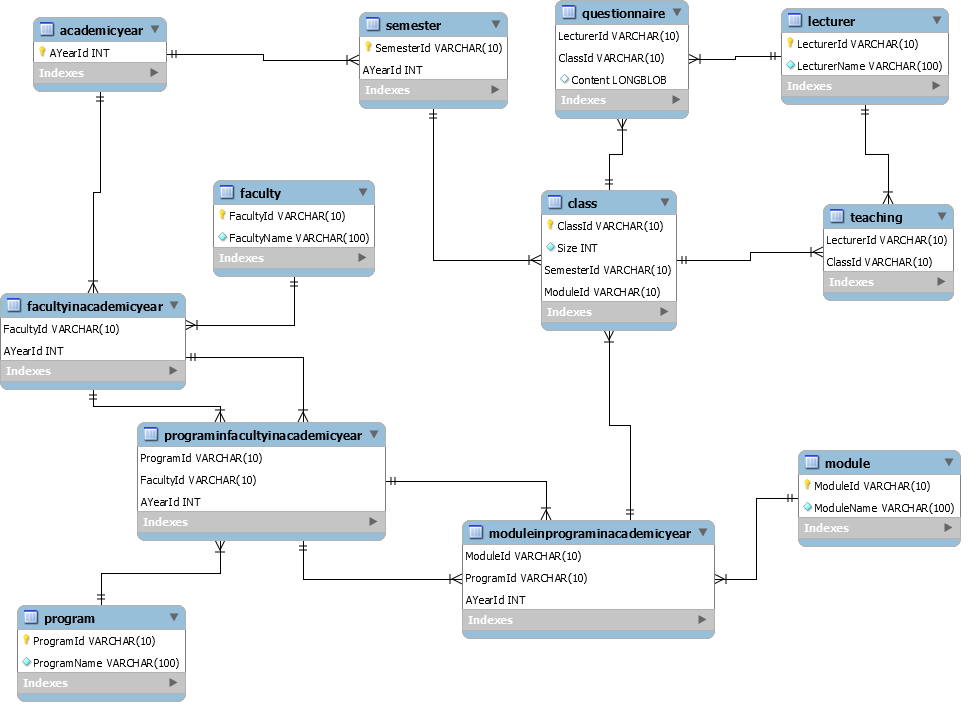 academicyear
AYearId INT
Indexes
semester
SemesterId VARCHAR(10)
AYearId INT
Indexes
questionnaire
LecturerId VARCHAR(10)
ClassId VARCHAR(10)
Content LONGBLOB
Indexes
lecturer
LecturerId VARCHAR(10)
LecturerName VARCHAR(100)
Indexes
faculty
FacultyId VARCHAR(10)
FacultyName VARCHAR(100)
Indexes
class
ClassId VARCHAR(10)
Size INT
SemesterId VARCHAR(10)
ModuleId VARCHAR(10)
Indexes
teaching
LecturerId VARCHAR(10)
ClassId VARCHAR(10)
Indexes
facultyinacademicyear
FacultyId VARCHAR(10)
AYearId INT
Indexes
programinfacultyinacademicyear
ProgramId VARCHAR(10)
FacultyId VARCHAR(10)
AYearId INT
Indexes
module
ModuleId VARCHAR(10)
ModuleName VARCHAR(100)
Indexes
moduleinprograminacademicyear
ModuleId VARCHAR(10)
ProgramId VARCHAR(10)
AYearId INT
Indexes
program
ProgramId VARCHAR(10)
ProgramName VARCHAR(100)
Indexes